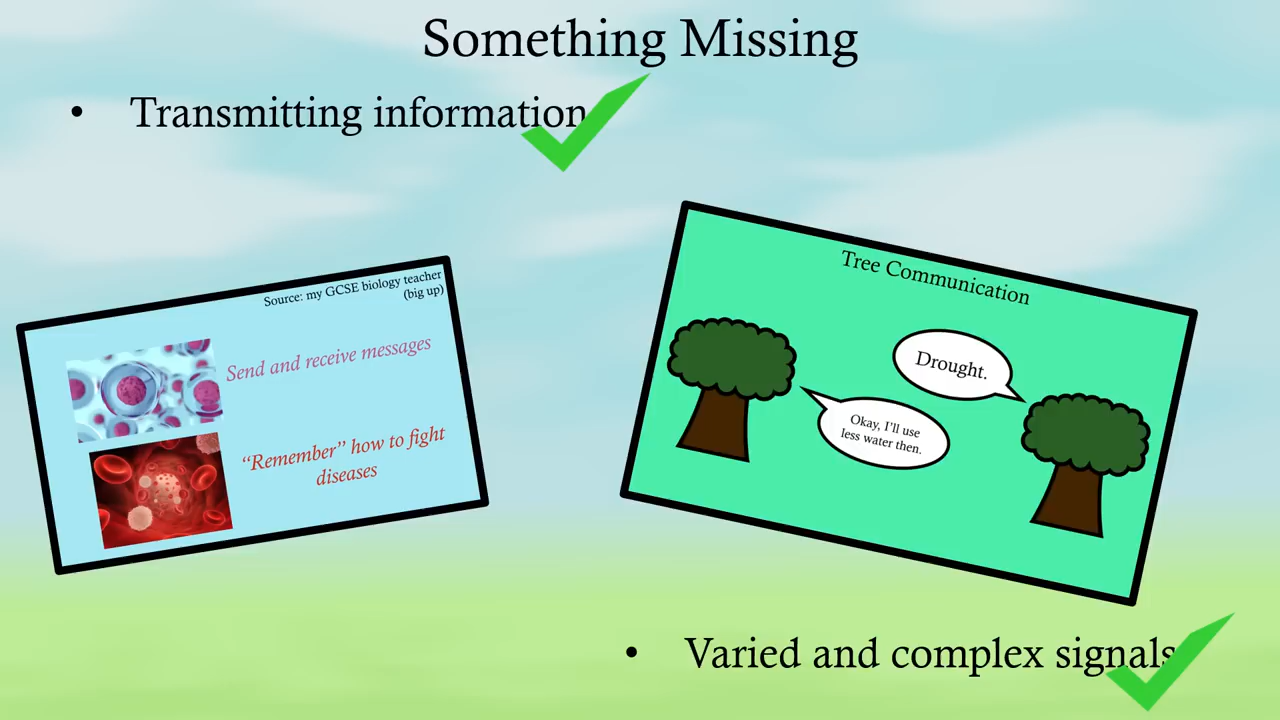 Something Missing
• Transmitting information
Source: my GCSE biology teacher
(big up)
Send and receive messages
“Remember” how to fight
diseases
Tree Communication
Drought.
Okay, I’ll use
less water then.
• Varied and complex signals